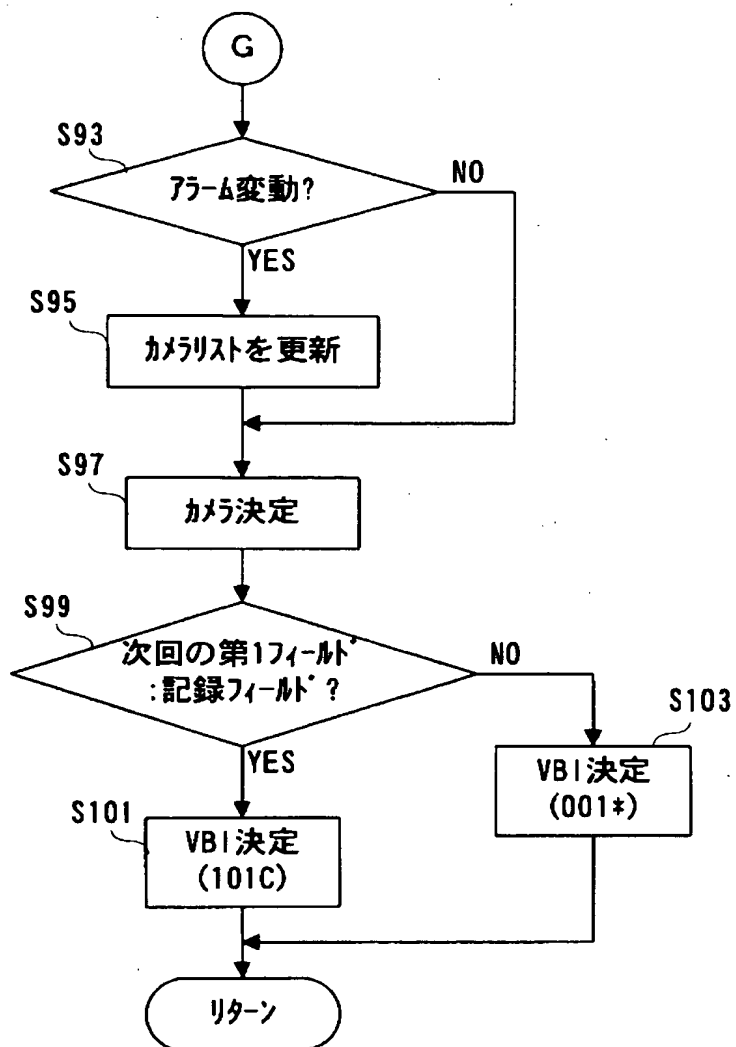 G
S93
ｱﾗｰﾑ変動?
NO
YES
S95
ｶﾒﾗﾘｽﾄを更新
S97
ｶﾒﾗ決定
S99
次回の第1ﾌｨｰﾙﾄﾞ
:記録ﾌｨｰﾙﾄﾞ?
NO
YES
S103
VBI決定
(001*)
S101
VBI決定
(101C)
ﾘﾀｰﾝ